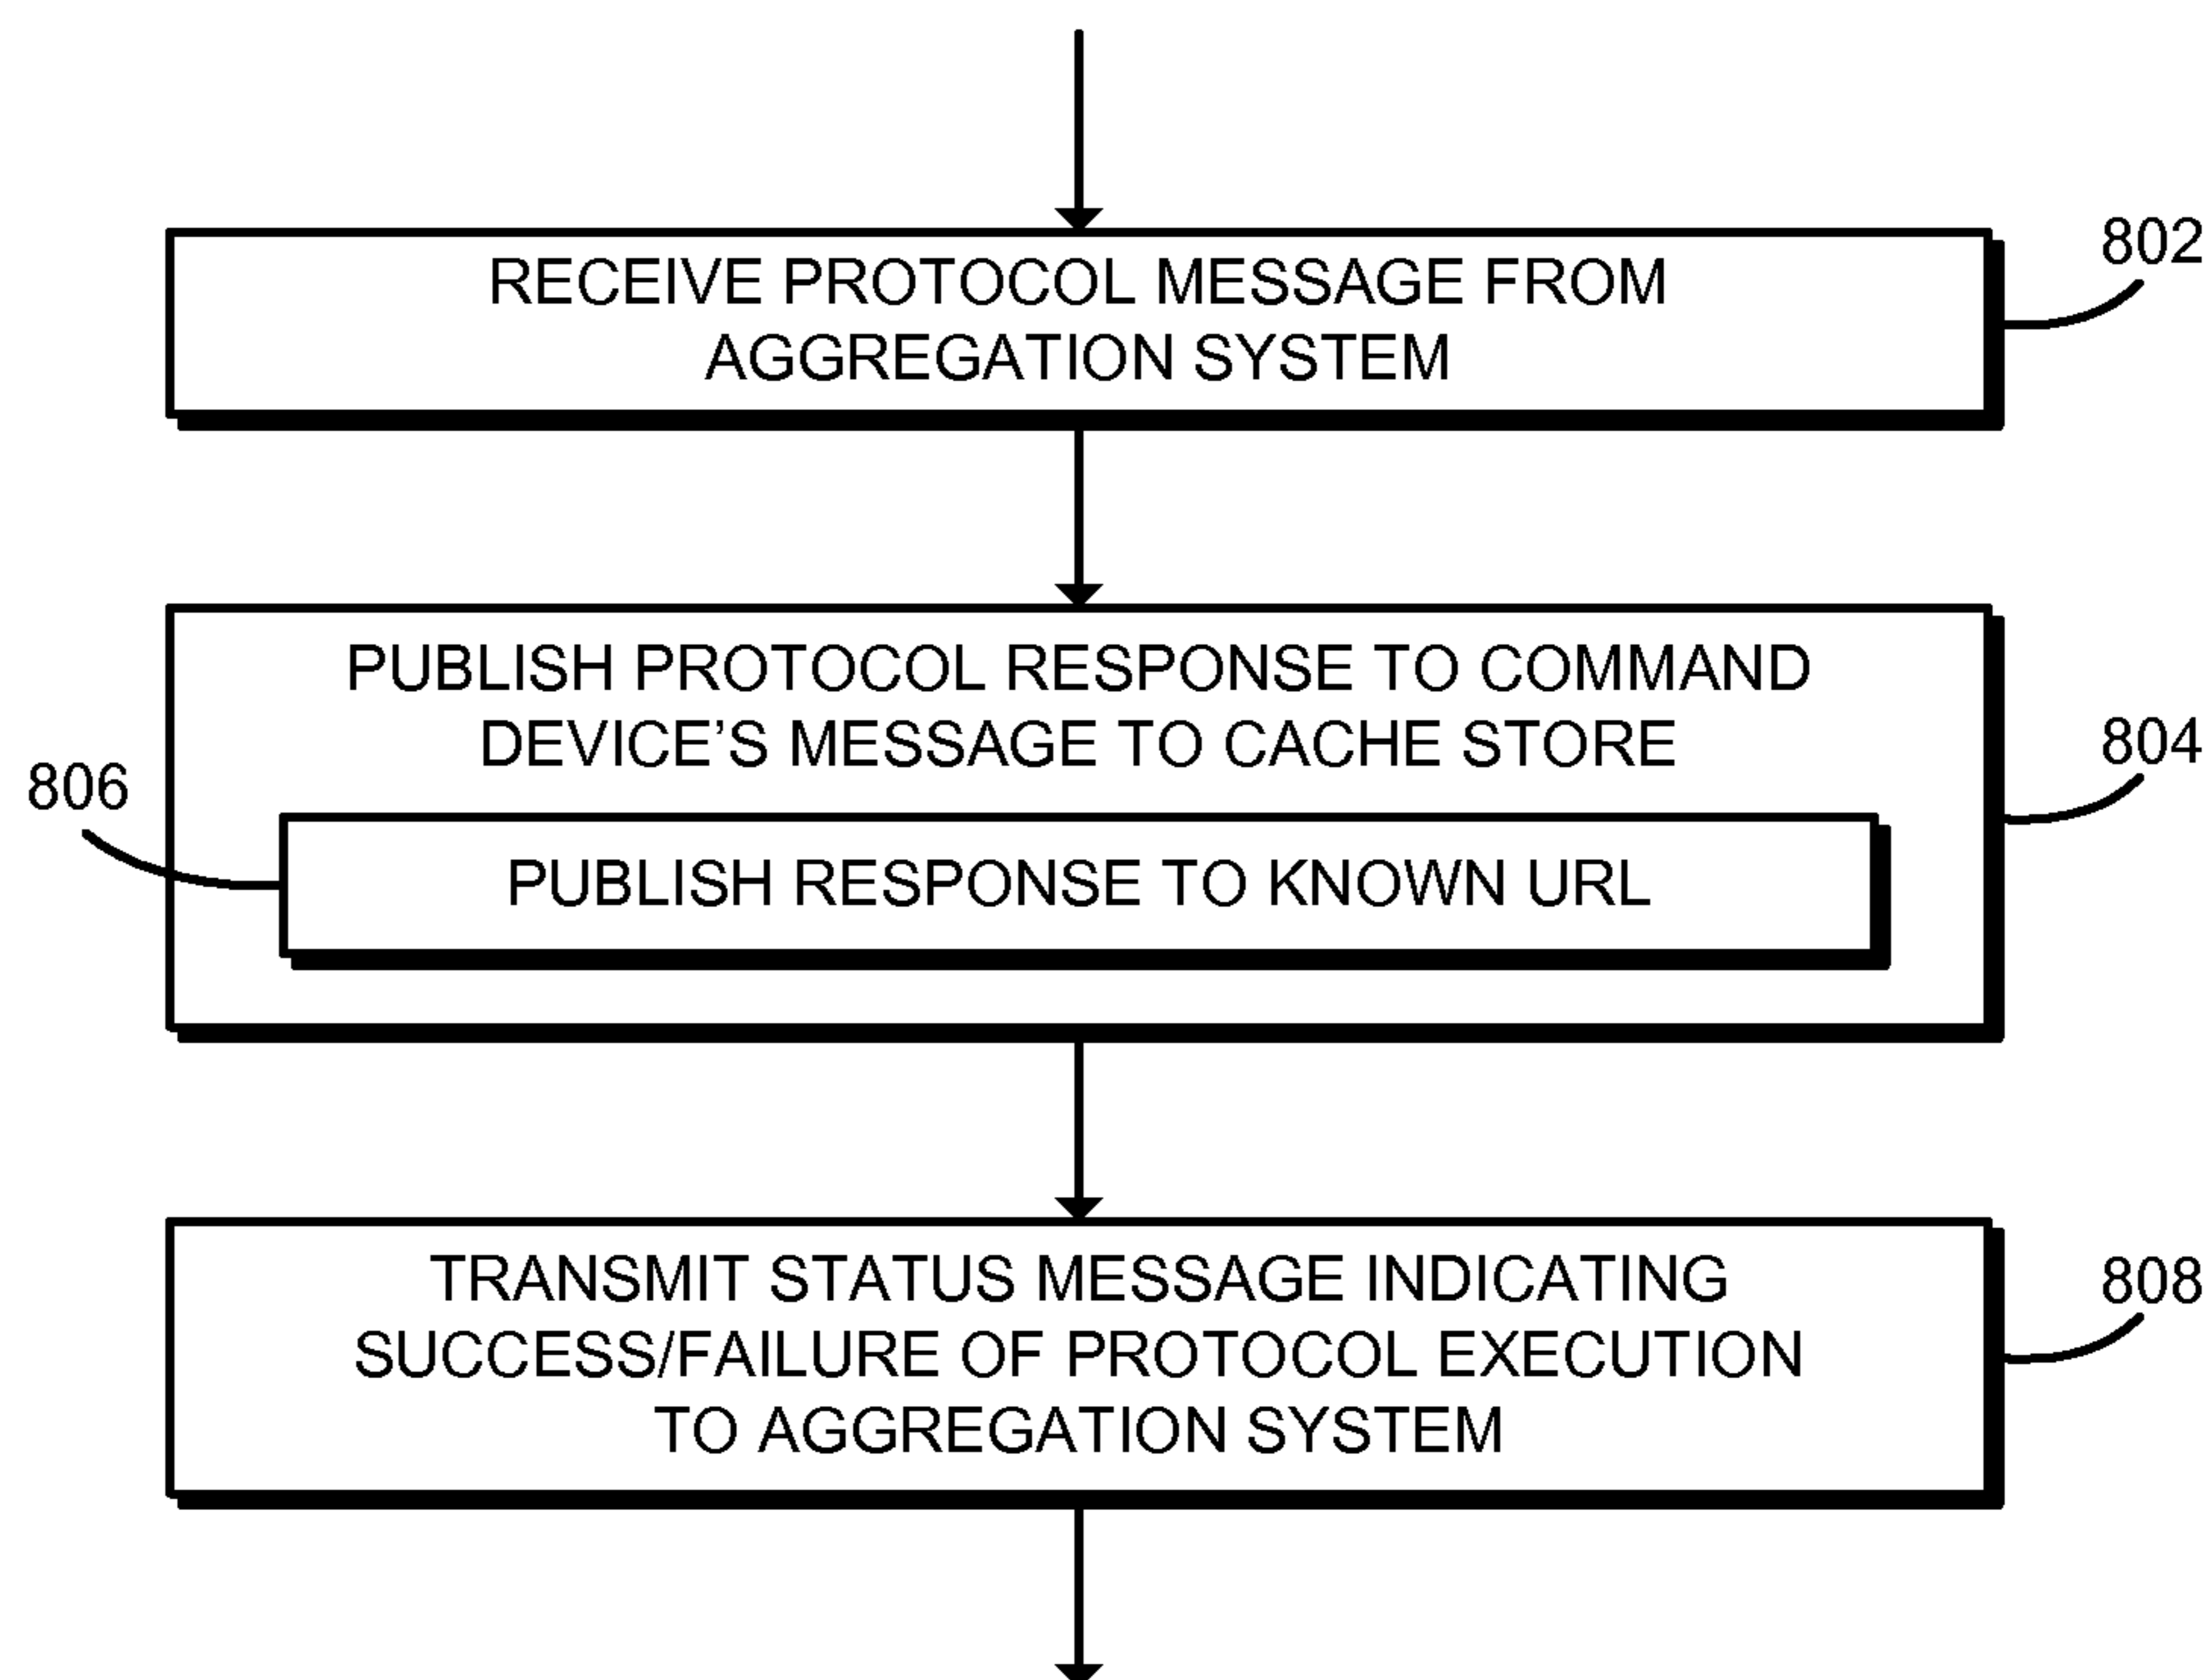 RECEIVE PROTOCOL MESSAGE FROM
AGGREGATION SYSTEM
802
PUBLISH PROTOCOL RESPONSE TO COMMAND
DEVICE'S MESSAGE TO CACHE STORE
804
806
PUBLISH RESPONSE TO KNOWN URL
TRANSMIT STATUS MESSAGE INDICATING
SUCCESS/FAILURE OF PROTOCOL EXECUTION
TO AGGREGATION SYSTEM
808